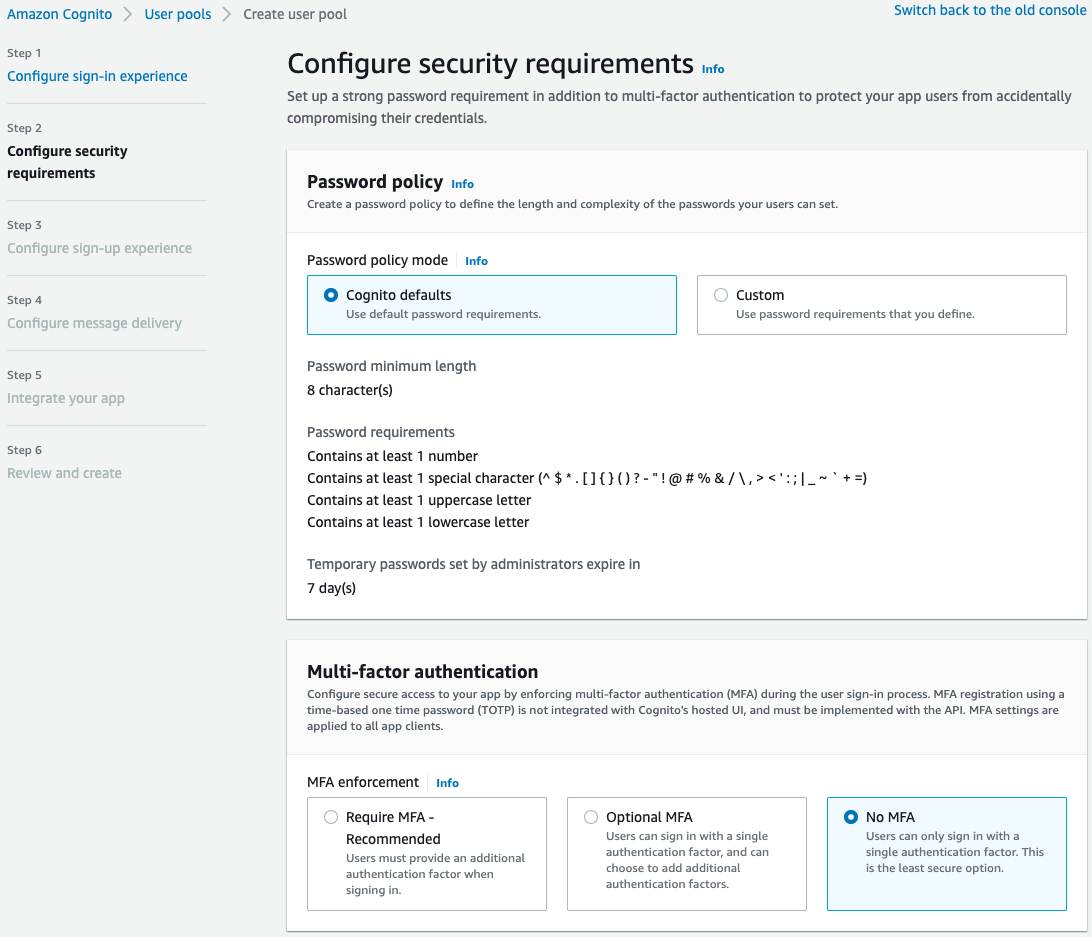 Amazon Cognito > User pools > Create user pool
Switch back to the old console
Step 1
Configure sign-in experience
Step 2
Configure security
requirements
Step 3
Configure sign-up experience
Step 4
Configure message delivery
Step 5
Integrate your app
Step 6
Review and create
Configure security requirements Info
Set up a strong password requirement in addition to multi-factor authentication to protect your app users from accidentally
compromising their credentials.
Password policy Info
Create a password policy to define the length and complexity of the passwords your users can set.
Password policy mode Info
Cognito defaults
Use default password requirements.
Custom
Use password requirements that you define.
Password minimum length
8 character(s)
Password requirements
Contains at least 1 number
Contains at least 1 special character (^ $ * . [ ] { } ( ) ? - " ! @ # % & / \ , > < ' : ; | _ ~ ` + =)
Contains at least 1 uppercase letter
Contains at least 1 lowercase letter
Temporary passwords set by administrators expire in
7 day(s)
Multi-factor authentication
Configure secure access to your app by enforcing multi-factor authentication (MFA) during the user sign-in process. MFA registration using a
time-based one time password (TOTP) is not integrated with Cognito's hosted UI, and must be implemented with the API. MFA settings are
applied to all app clients.
MFA enforcement Info
Require MFA -
Recommended
Users must provide an additional
authentication factor when
signing in.
Optional MFA
Users can sign in with a single
authentication factor, and can
choose to add additional
authentication factors.
No MFA
Users can only sign in with a
single authentication factor. This
is the least secure option.